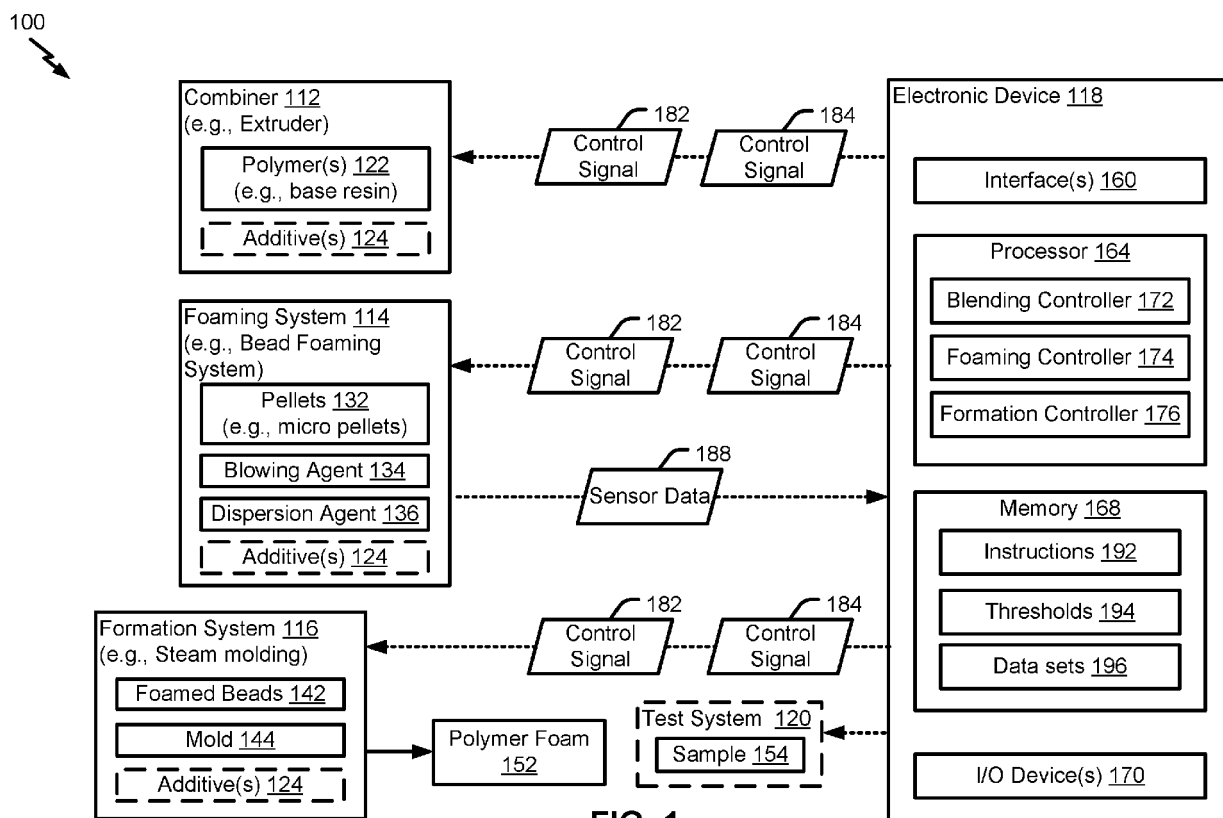 100
Combiner 112
(e.g., Extruder)
Polymer(s) 122
(e.g., base resin)
Additive(s) 124
182
Control
Signal
184
Control
Signal
Foaming System 114
(e.g., Bead Foaming
System)
Pellets 132
(e.g., micro pellets)
Blowing Agent 134
Dispersion Agent 136
Additive(s) 124
182
Control
Signal
184
Control
Signal
188
Sensor Data
Formation System 116
(e.g., Steam molding)
Foamed Beads 142
Mold 144
Additive(s) 124
182
Control
Signal
184
Control
Signal
Polymer Foam
152
Test System 120
Sample 154
Electronic Device 118
Interface(s) 160
Processor 164
Blending Controller 172
Foaming Controller 174
Formation Controller 176
Memory 168
Instructions 192
Thresholds 194
Data sets 196
I/O Device(s) 170